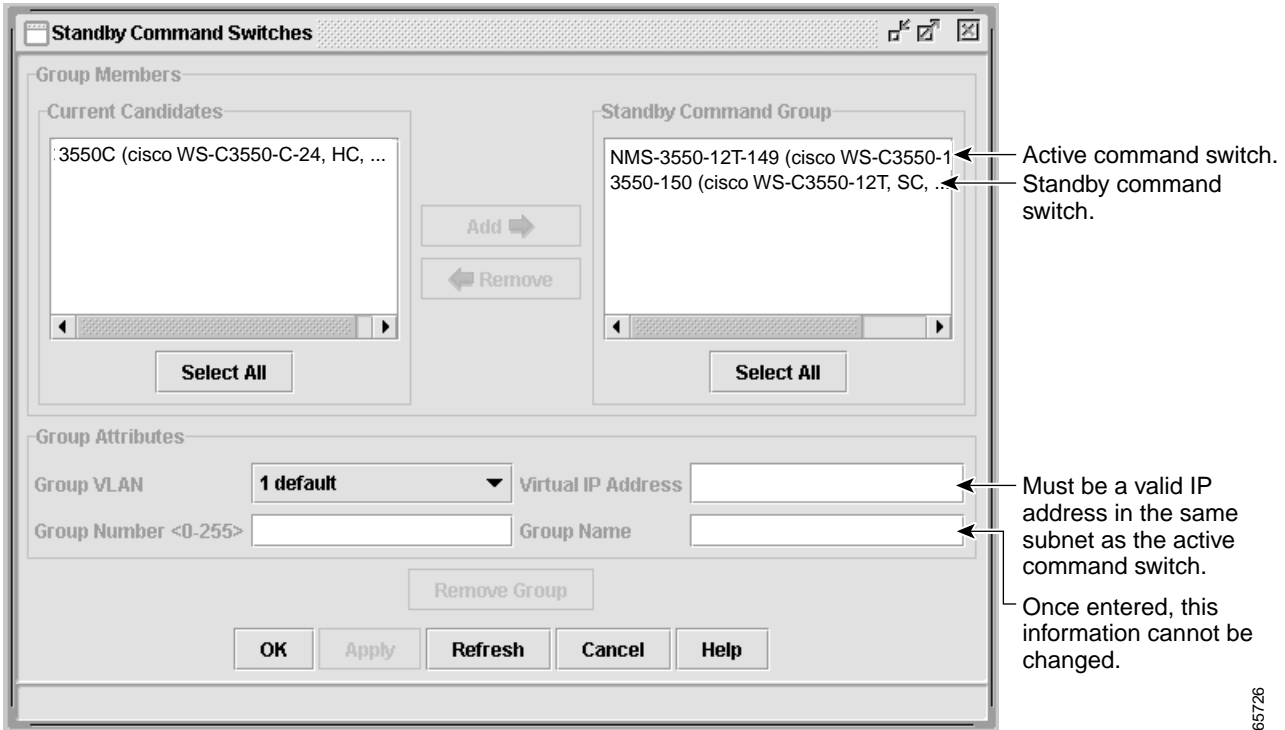 Standby Command Switches
Group Members
Current Candidates
3550C (cisco WS-C3550-C-24, HC, ...
Select All
Add
Remove
Standby Command Group
NMS-3550-12T-149 (cisco WS-C3550-1
3550-150 (cisco WS-C3550-12T, SC, ...
Select All
Active command switch.
Standby command
switch.
Group Attributes
Group VLAN
1 default
Virtual IP Address
Group Number <0-255>
Group Name
Must be a valid IP
address in the same
subnet as the active
command switch.
Once entered, this
information cannot be
changed.
Remove Group
OK
Apply
Refresh
Cancel
Help
65726